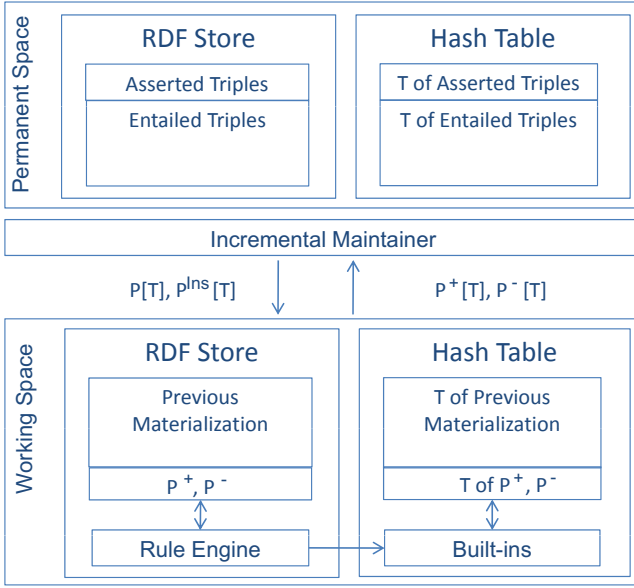 Permanent Space
RDF Store
Asserted Triples
Entailed Triples
Hash Table
T of Asserted Triples
T of Entailed Triples
Incremental Maintainer
P[T], P^Ins [T]
P^+ [T], P^- [T]
Working Space
RDF Store
Previous
Materialization
P^+, P^-
Rule Engine
Hash Table
T of Previous
Materialization
T of P^+, P^-
Built-ins